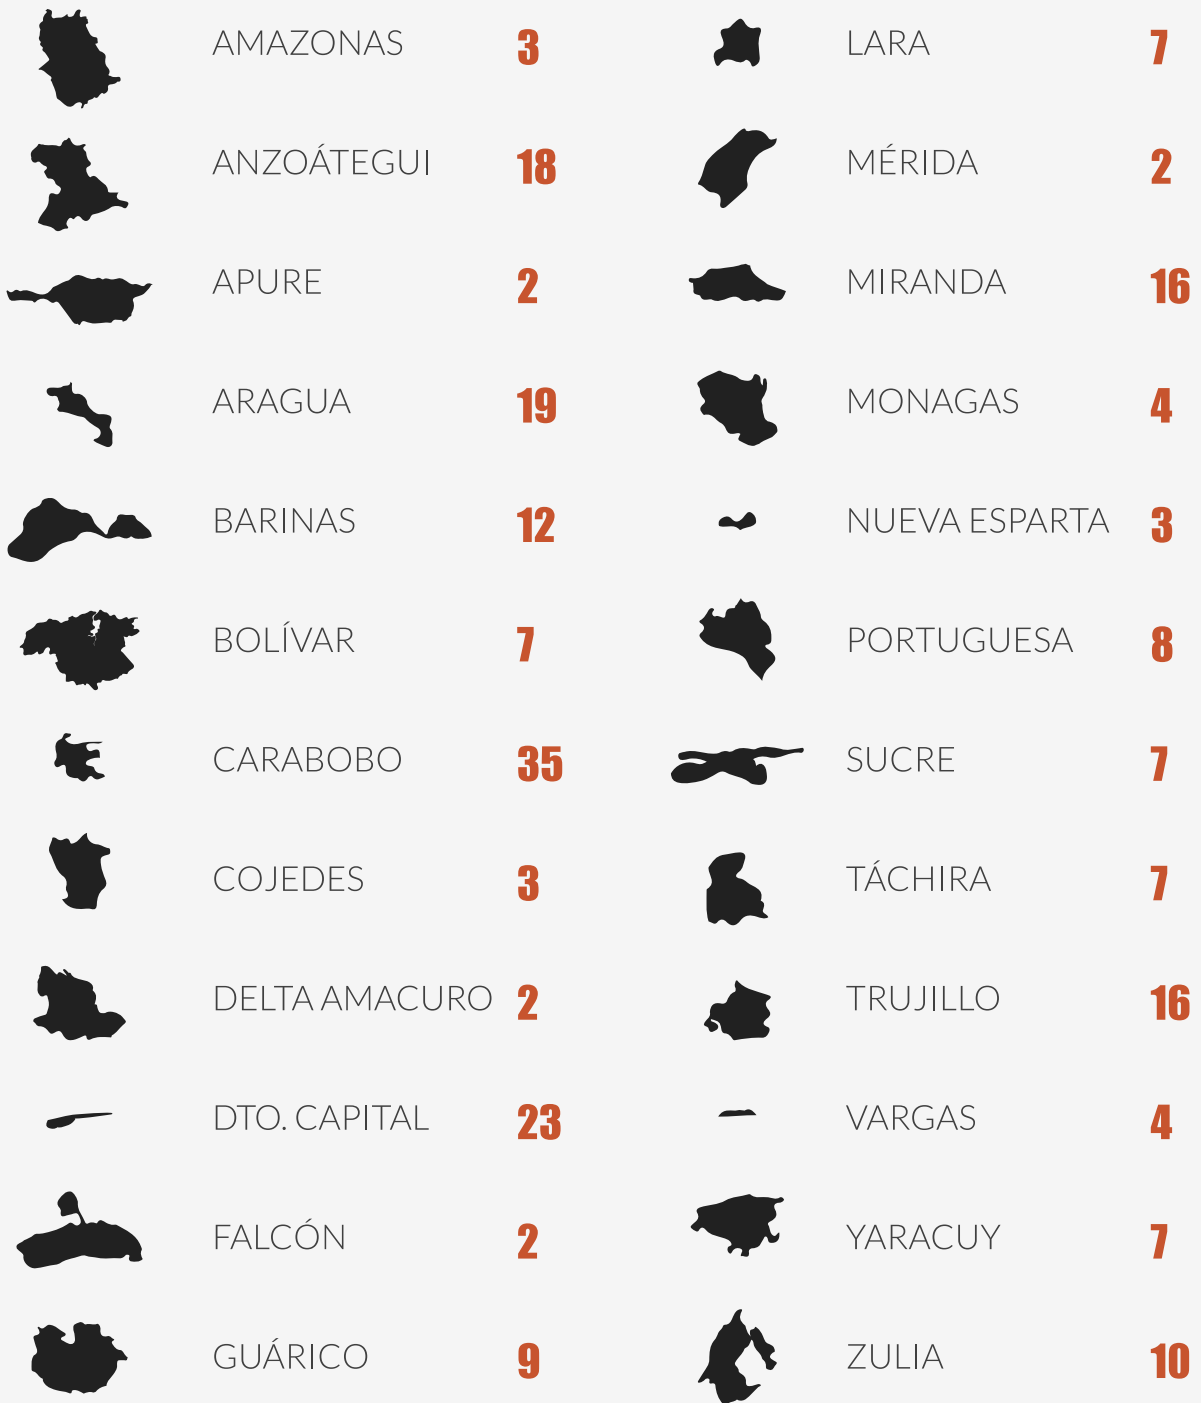 AMAZONAS 3
ANZOÁTEGUI 18
APURE 2
ARAGUA 19
BARINAS 12
BOLÍVAR 7
CARABOBO 35
COJEDES 3
DELTA AMACURO 2
DTO. CAPITAL 23
FALCÓN 2
GUÁRICO 9
LARA 7
MÉRIDA 2
MIRANDA 16
MONAGAS 4
NUEVA ESPARTA 3
PORTUGUESA 8
SUCRE 7
TÁCHIRA 7
TRUJILLO 16
VARGAS 4
YARACUY 7
ZULIA 10